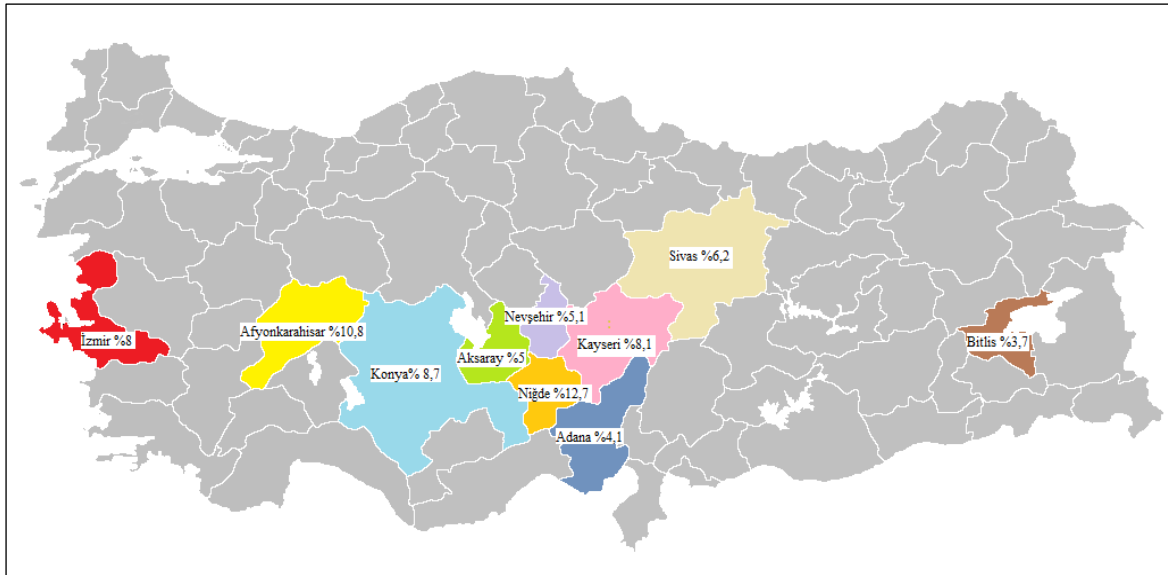 Sivas %6,2
Nevşehir %5,1
Afyonkarahisar %10,8
İzmir %8
Kayseri %8,1
Bitlis %3,7
Aksaray %5
Konya% 8,7
Niğde %12,7
Adana %4,1